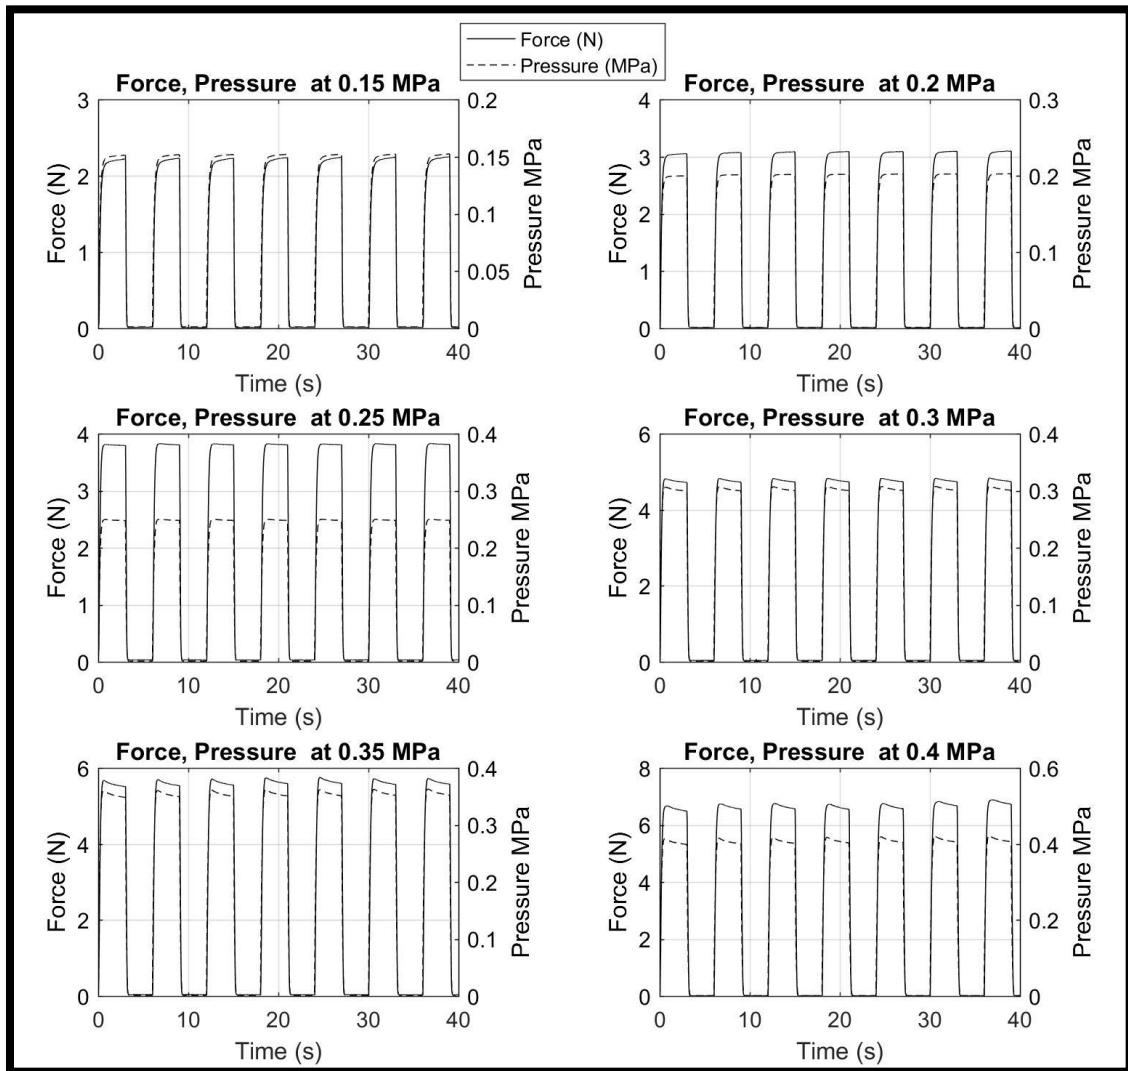 Force (N)
Pressure (MPa)
Force, Pressure at 0.15 MPa
3
2
1
0
Force (N)
0.2
0.15
0.1
0.05
0
Pressure MPa
0 10 20 30 40
Time (s)
Force, Pressure at 0.2 MPa
4
3
2
1
0
Force (N)
0.3
0.2
0.1
0
Pressure MPa
0 10 20 30 40
Time (s)
Force, Pressure at 0.25 MPa
4
3
2
1
0
Force (N)
0.4
0.3
0.2
0.1
0
Pressure MPa
0 10 20 30 40
Time (s)
Force, Pressure at 0.3 MPa
6
4
2
0
Force (N)
0.4
0.3
0.2
0.1
0
Pressure MPa
0 10 20 30 40
Time (s)
Force, Pressure at 0.35 MPa
6
4
2
0
Force (N)
0.4
0.3
0.2
0.1
0
Pressure MPa
0 10 20 30 40
Time (s)
Force, Pressure at 0.4 MPa
8
6
4
2
0
Force (N)
0.6
0.4
0.2
0
Pressure MPa
0 10 20 30 40
Time (s)